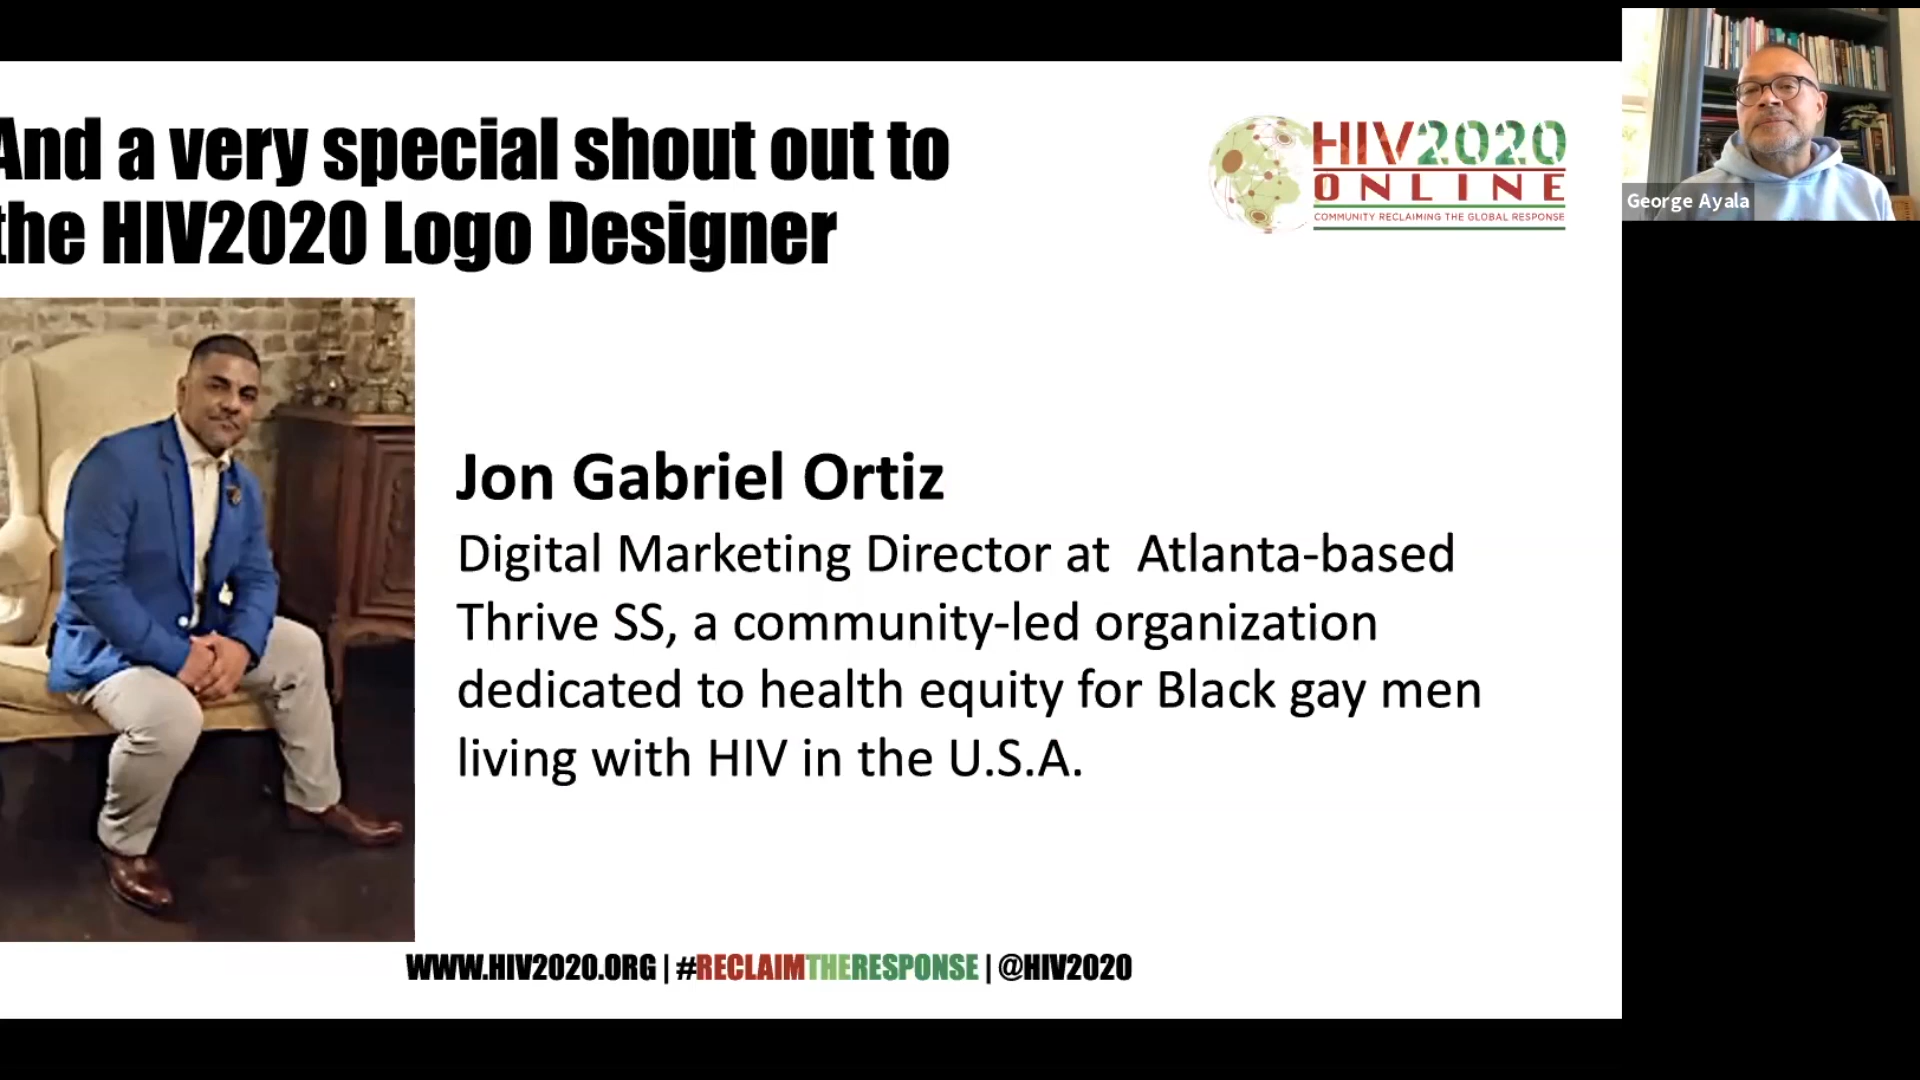 And a very special shout out to
the HIV2020 Logo Designer
HIV2020
ONLINE
COMMUNITY RECLAIMING THE GLOBAL RESPONSE
George Ayala
Jon Gabriel Ortiz
Digital Marketing Director at Atlanta-based
Thrive SS, a community-led organization
dedicated to health equity for Black gay men
living with HIV in the U.S.A.
WWW.HIV2020.ORG | #RECLAIMTHERESPONSE | @HIV2020